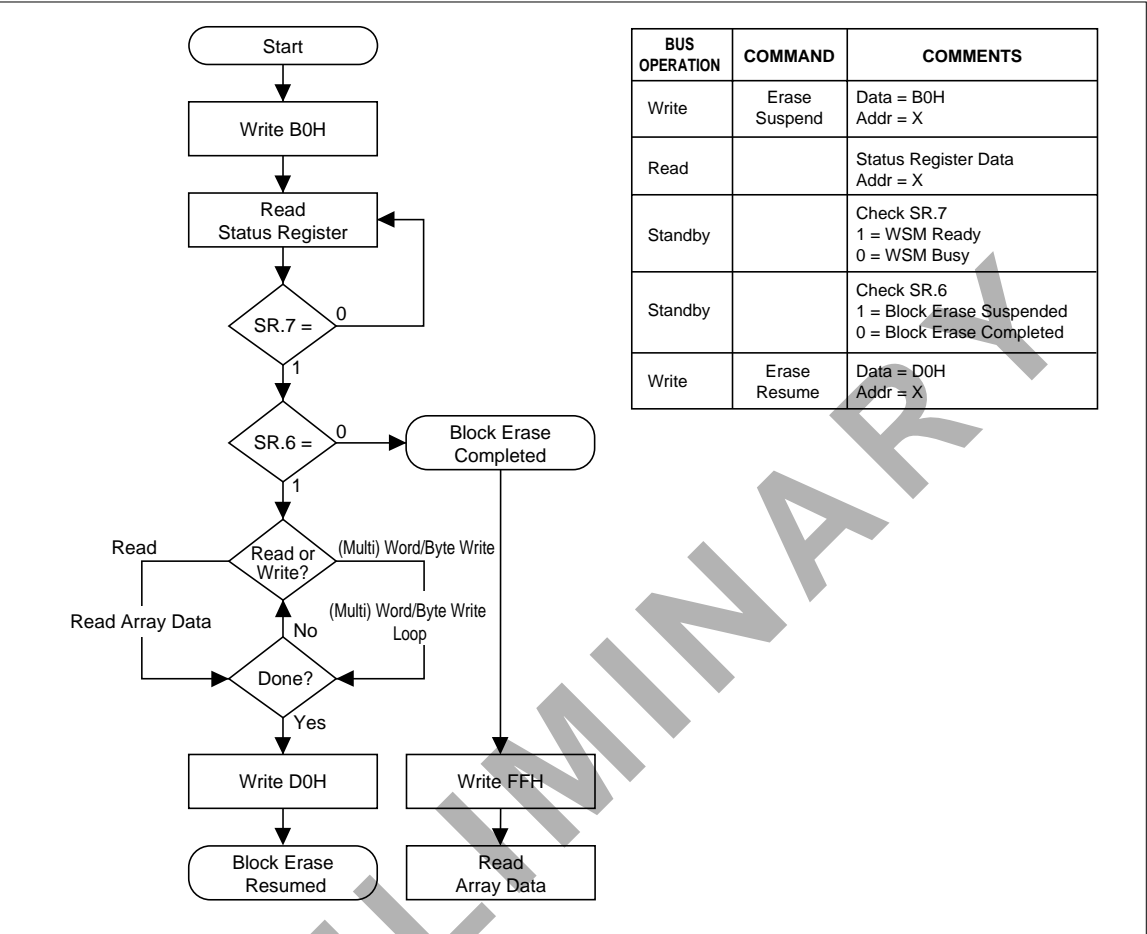 Start
Write B0H
Read
Status Register
SR.7 =
0
1
SR.6 =
0
1
Block Erase
Completed
Read
Read or
Write?
(Multi) Word/Byte Write
Read Array Data
(Multi) Word/Byte Write
Loop
No
Done?
Yes
Write D0H
Write FFH
Block Erase
Resumed
Read
Array Data
BUS
OPERATION
COMMAND
COMMENTS
Write
Erase
Suspend
Data = B0H
Addr = X
Read
Status Register Data
Addr = X
Standby
Check SR.7
1 = WSM Ready
0 = WSM Busy
Standby
Check SR.6
1 = Block Erase Suspended
0 = Block Erase Completed
Write
Erase
Resume
Data = D0H
Addr = X
LIMINARY